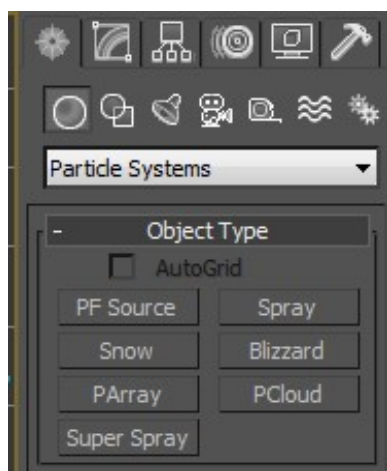 Particle Systems
- Object Type
AutoGrid
PF Source Spray
Snow Blizzard
PArray PCloud
Super Spray